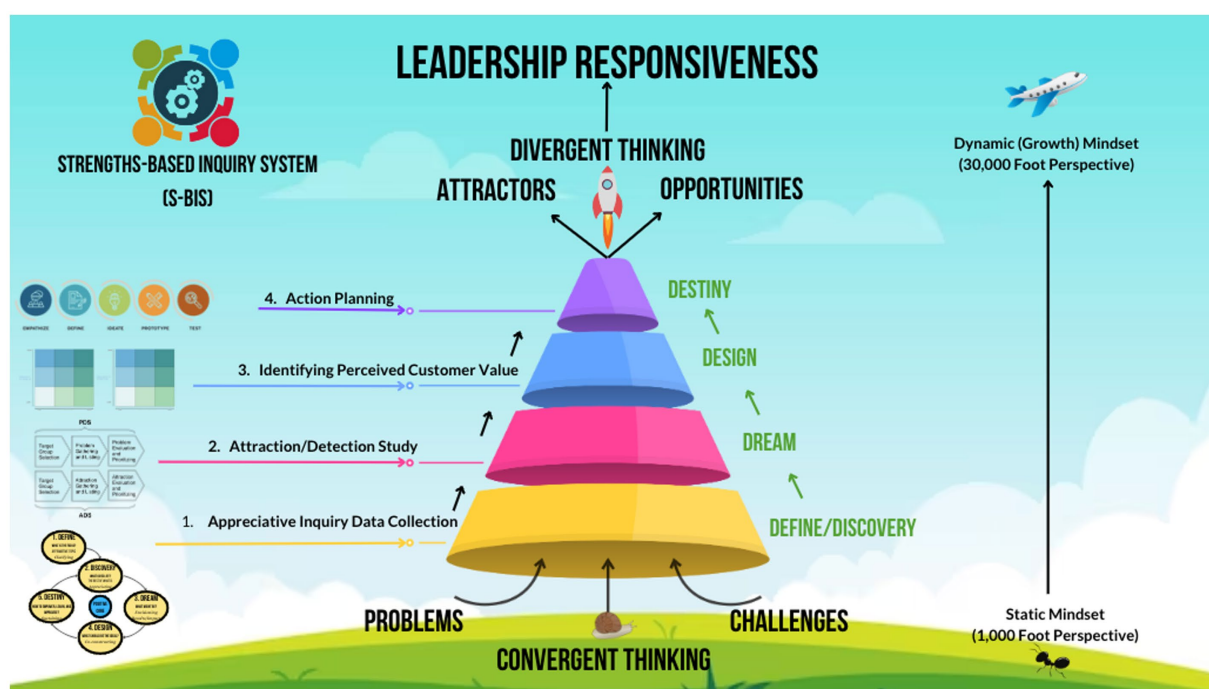 LEADERSHIP RESPONSIVENESS
STRENGTHS-BASED INQUIRY SYSTEM
(S-BIS)
DIVERGENT THINKING
ATTRACTORS
OPPORTUNITIES
Dynamic (Growth) Mindset
(30,000 Foot Perspective)
EMPATHIZE DEFINE IDEATE PROTOTYPE TEST
4. Action Planning
DESTINY
3. Identifying Perceived Customer Value
DESIGN
PDS
Target Group Selection
Problem Gathering
Problem Evaluation and Prioritizing
2. Attraction/Detection Study
DREAM
Target Group Selection
Attraction Gathering
Attraction Evaluation and Prioritizing
ADS
1. Appreciative Inquiry Data Collection
DEFINE/DISCOVERY
1. DEFINE
2. DISCOVERY
5. DESTINY
3. DREAM
4. DESIGN
PROBLEMS
CHALLENGES
CONVERGENT THINKING
Static Mindset
(1,000 Foot Perspective)